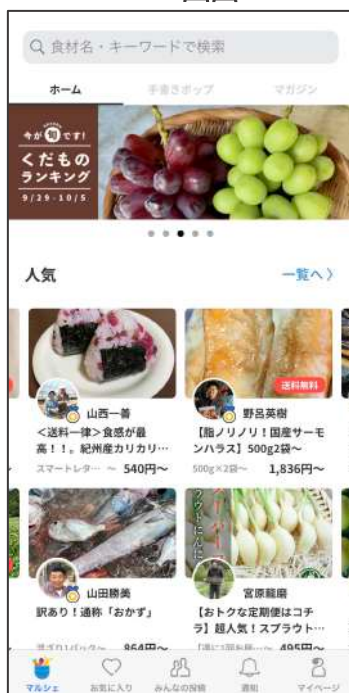 食材名・キーワードで検索
ホーム
手書きポップ
マガジン
今が旬です!
くだもの
ランキング
9/29-10/5
人気
一覧へ〉
送料無料
山西一善
<送料一律>食感が最
高!!。紀州産カリカリ…
スマートレタ… ～ 540円～
野呂英樹
【脂ノリノリ!国産サーモ
ンハラス】500g2袋～
500g×2袋～ 1,836円～
山田勝美
訳あり!通称「おかず」
864円～
宮原龍磨
【おトクな定期便はコチ
ラ】超人気!スプラウト…
495円～
マルシェ
お気に入り
みんなの投稿
通知
マイページ